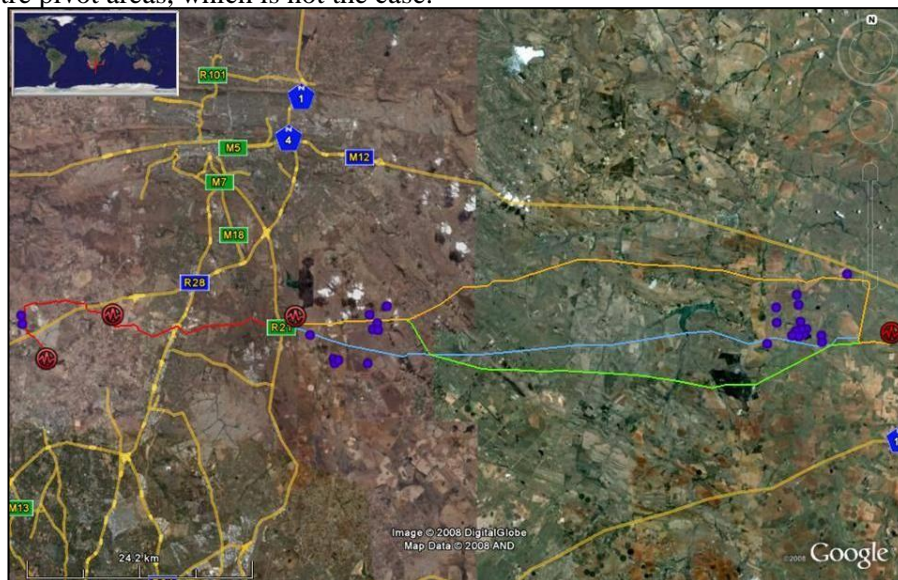 tre pivot areas, which is not the case.
R101
N
1
N
4
M5
M12
M7
M18
R28
R21
M13
24.2 km
Image © 2008 DigitalGlobe
Map Data © 2008 AND
© 2008 Google
N